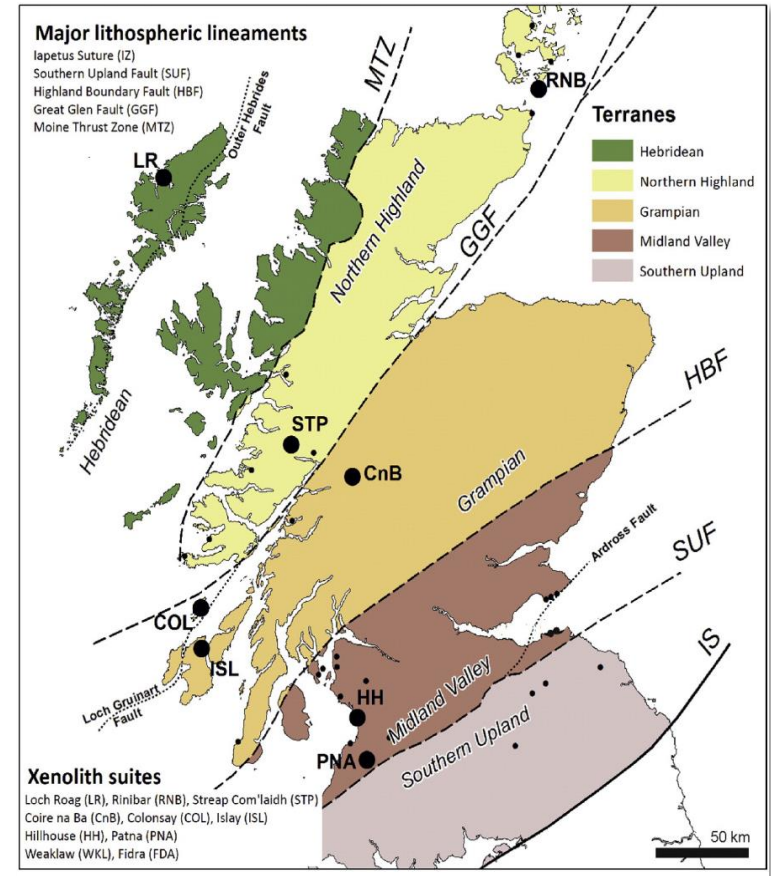 Major lithospheric lineaments
Iapetus Suture (IZ)
Southern Upland Fault (SUF)
Highland Boundary Fault (HBF)
Great Glen Fault (GGF)
Moine Thrust Zone (MTZ)
Outer Hebrides
Fault
MTZ
RNB
LR
Terranes
Hebridean
Northern Highland
Grampian
Midland Valley
Southern Upland
Northern Highland
GGF
HBF
Hebridean
STP
CnB
Grampian
Ardross Fault
SUF
COL
ISL
Loch Gruinart
Fault
IS
HH
Midland Valley
PNA
Southern Upland
Xenolith suites
Loch Roag (LR), Rinibar (RNB), Streap Com'laidh (STP)
Coire na Ba (CnB), Colonsay (COL), Islay (ISL)
Hillhouse (HH), Patna (PNA)
Weaklaw (WKL), Fidra (FDA)
50 km